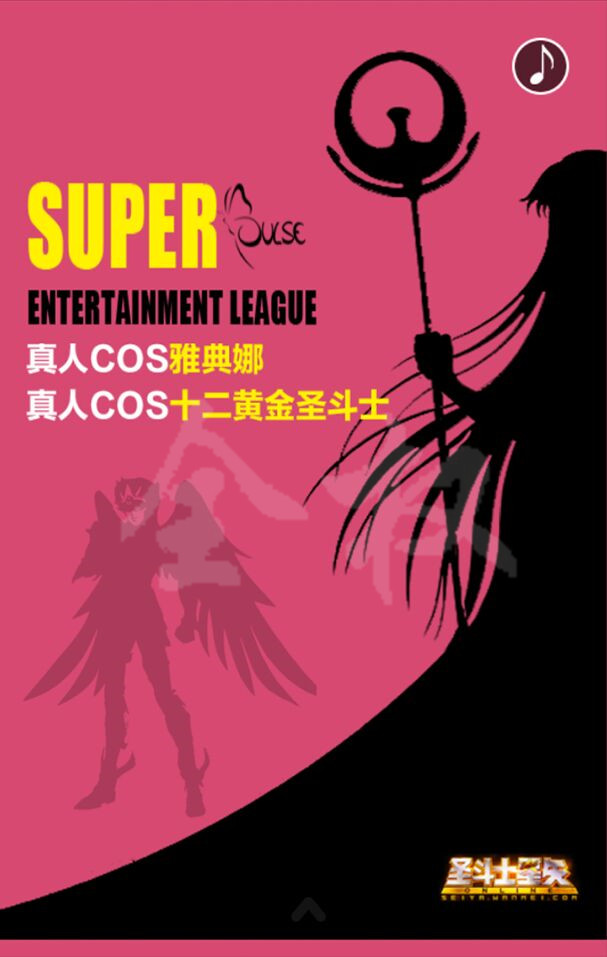 SUPER Pulse
ENTERTAINMENT LEAGUE
真人COS雅典娜
真人COS十二黄金圣斗士
圣斗士星矢
ONLINE
SEIYA.WANMEI.COM